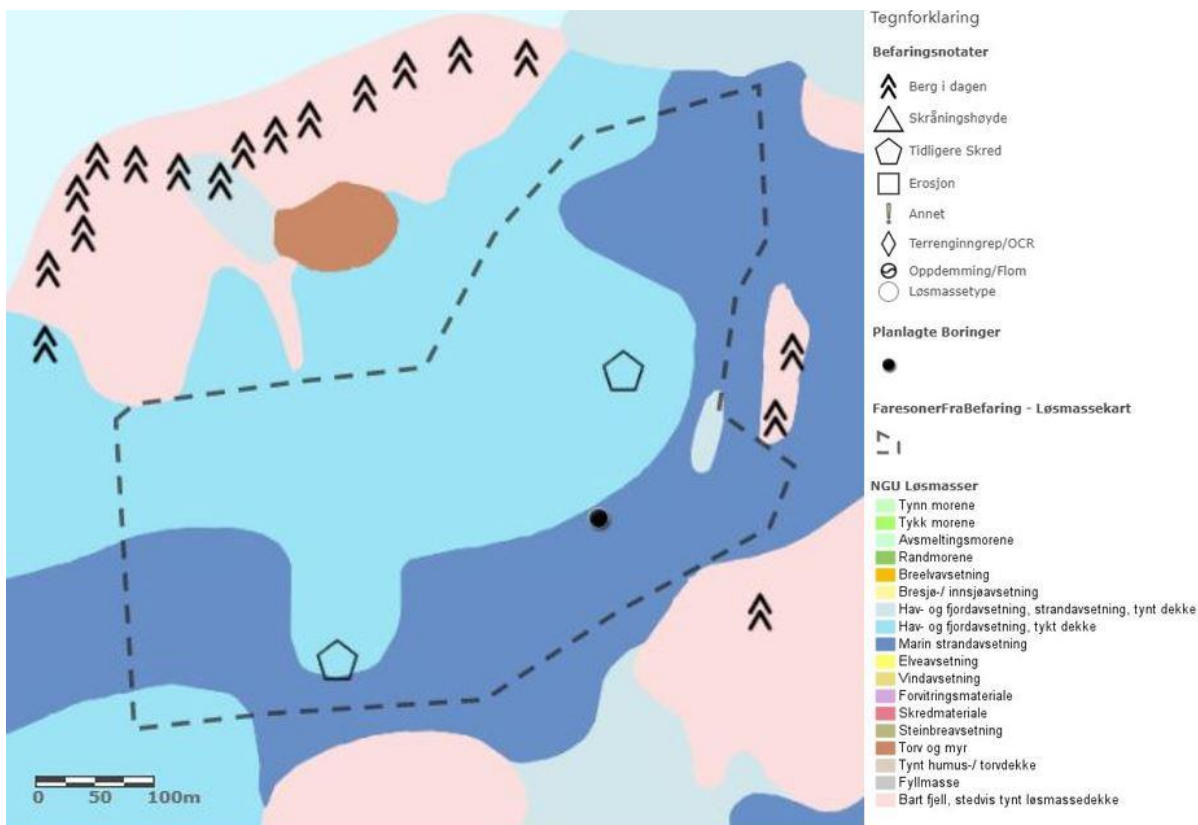 Tegnforklaring
Befaringsnotater
Berg i dagen
Skråningshøyde
Tidligere Skred
Erosjon
Annet
Terrenginngrep/OCR
Oppdemming/Flom
Løsmassetype
Planlagte Boringer
FaresonerFraBefaring - Løsmassekart
NGU Løsmasser
Tynn morene
Tykk morene
Avsmeltingsmorene
Randmorene
Breelvavsetning
Bresjø-/ innsjøavsetning
Hav- og fjordavsetning, strandavsetning, tynt dekke
Hav- og fjordavsetning, tykt dekke
Marin strandavsetning
Elveavsetning
Vindavsetning
Forvitringsmateriale
Skredmateriale
Steinbreavsetning
Torv og myr
Tynt humus-/ torvdekke
Fyllmasse
Bart fjell, stedvis tynt løsmassedekke
0 50 100m